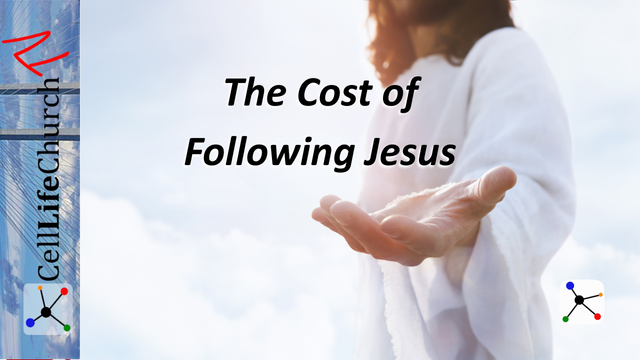 The Cost of
Following Jesus
CellLifeChurch